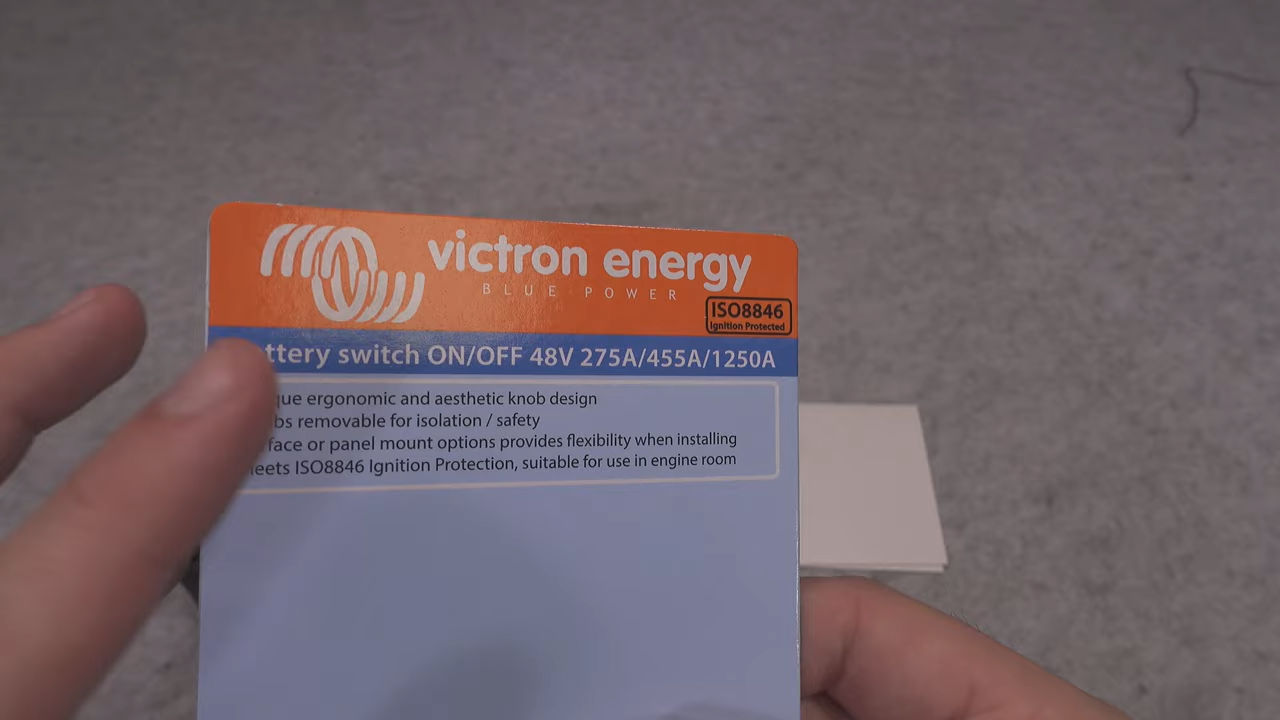 victron energy
BLUE POWER
ISO8846
Ignition Protected
ttery switch ON/OFF 48V 275A/455A/1250A
que ergonomic and aesthetic knob design
bs removable for isolation / safety
face or panel mount options provides flexibility when installing
eets ISO8846 Ignition Protection, suitable for use in engine room